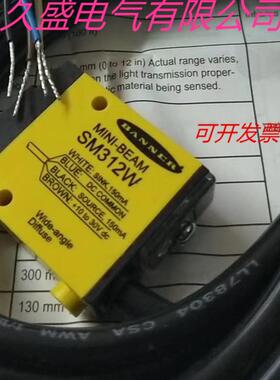 久盛电气有限公司
mm (0 to 12 in) Actual range varies,
on the light transmission proper-
material being sensed.
可开发票
BANNER
MINI-BEAM
SM312W
WHITE: SINK 150mA
BLUE: DC COMMON
BLACK: SOURCE, 150mA
BROWN: +10 to 30V dc
Wide-angle
Diffuse
300 m
130 mm
LL78304 CSA AWM